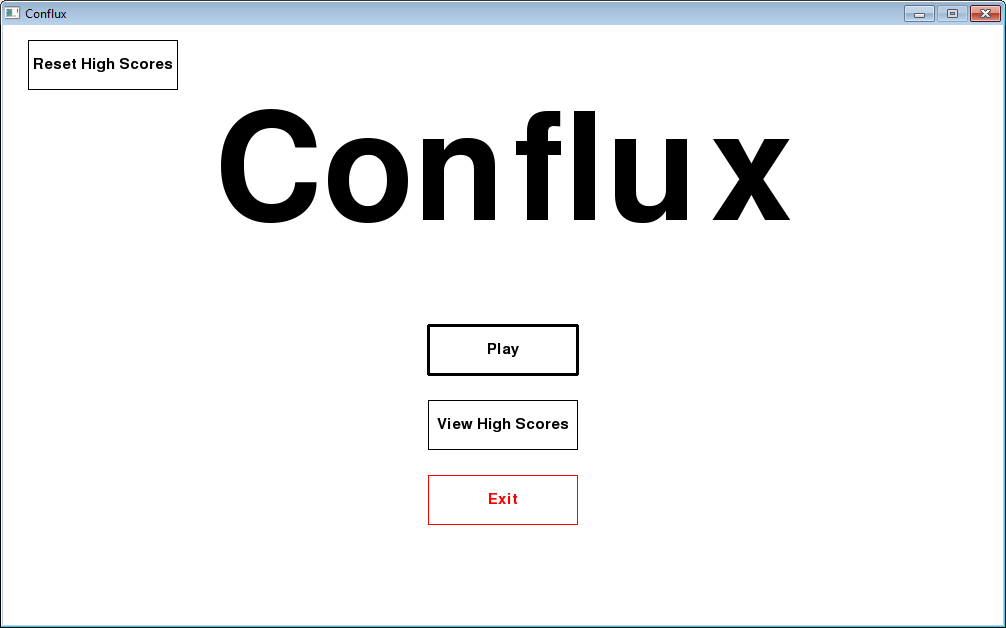 Conflux
Reset High Scores
Conflux
Play
View High Scores
Exit